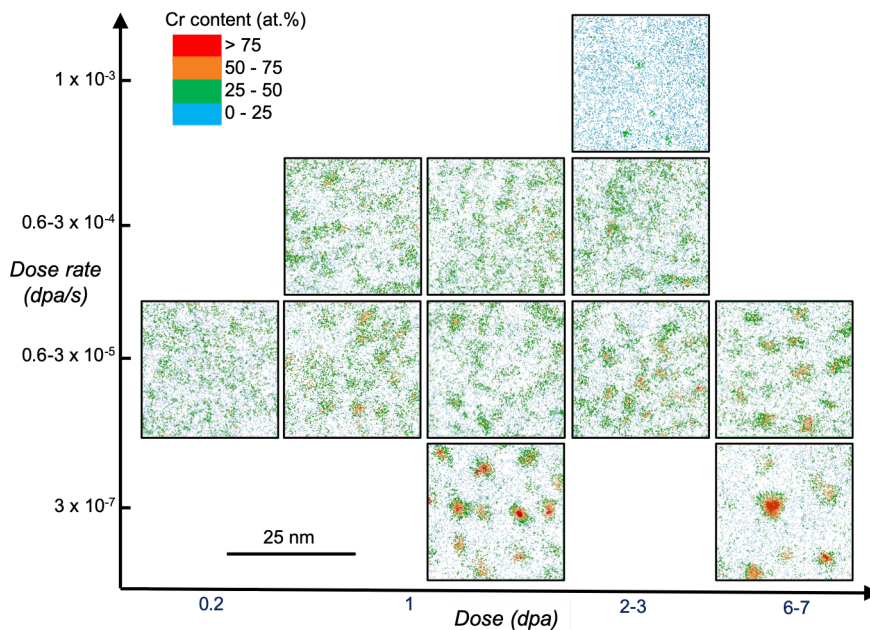 Cr content (at.%)
> 75
50 - 75
25 - 50
0 - 25
1 x 10⁻³
0.6-3 x 10⁻⁴
Dose rate
(dpa/s)
0.6-3 x 10⁻⁵
3 x 10⁻⁷
25 nm
0.2
1
2-3
6-7
Dose (dpa)